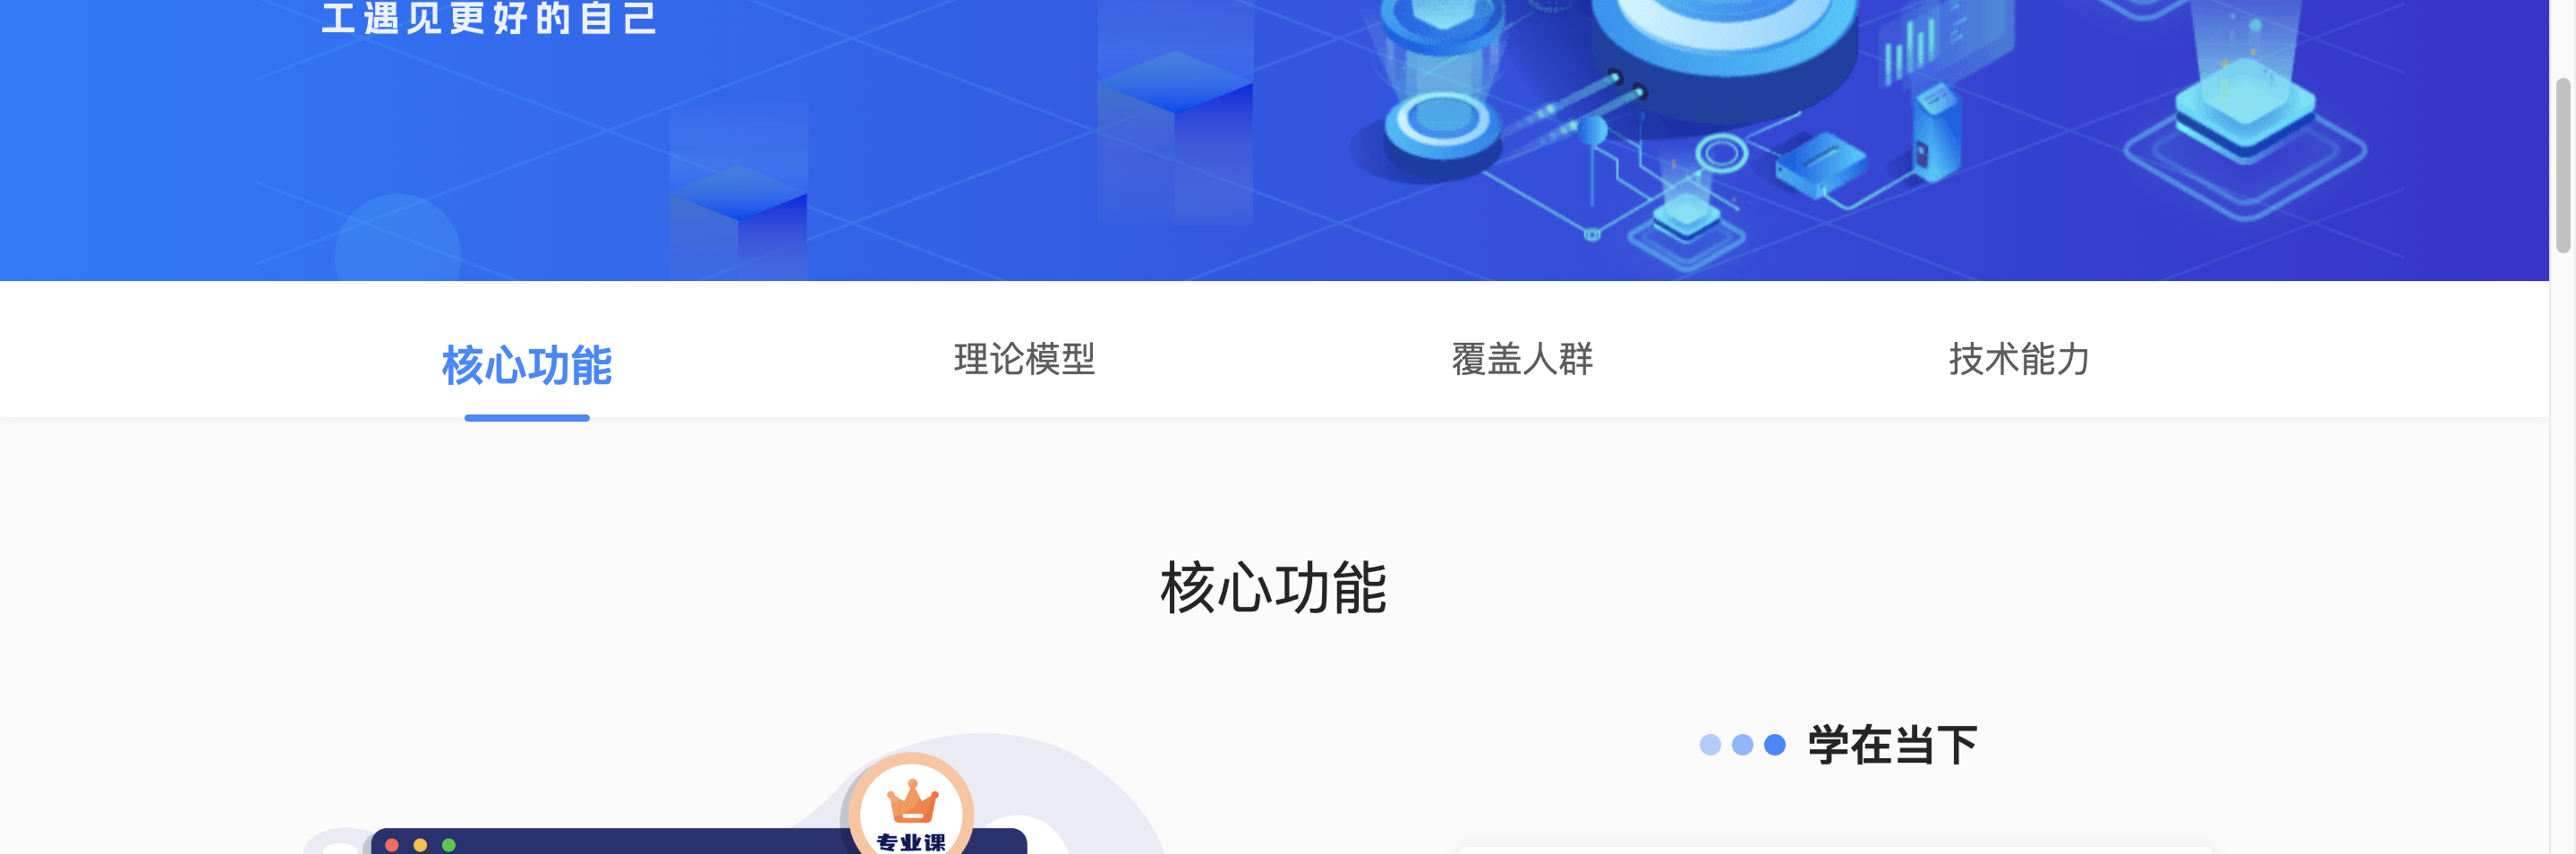 工遇见更好的自己
核心功能
理论模型
覆盖人群
技术能力
核心功能
学在当下
专业课